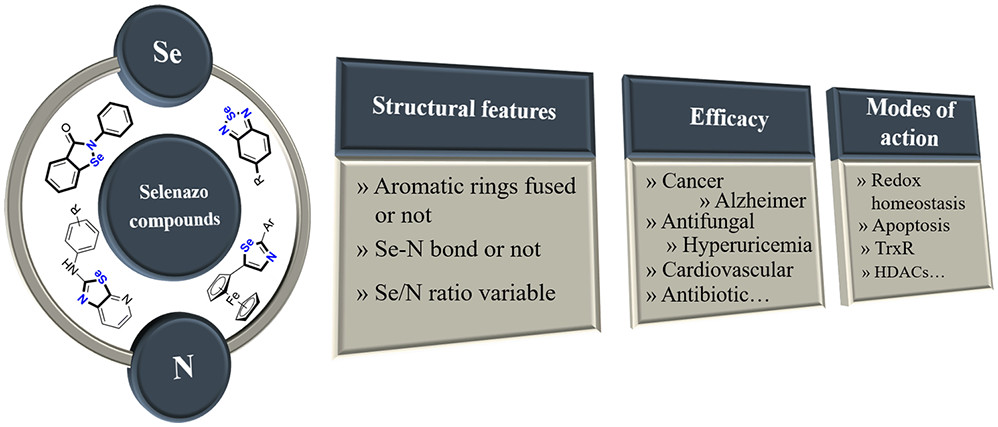 Se
O
N
Se
N
Se
N
R
Selenazo
compounds
R
HN
Se
N
N
Se
Ar
N
Fe
N
Structural features
» Aromatic rings fused
or not
» Se-N bond or not
» Se/N ratio variable
Efficacy
» Cancer
» Alzheimer
» Antifungal
» Hyperuricemia
» Cardiovascular
» Antibiotic…
Modes of
action
» Redox
homeostasis
» Apoptosis
» TrxR
» HDACs…